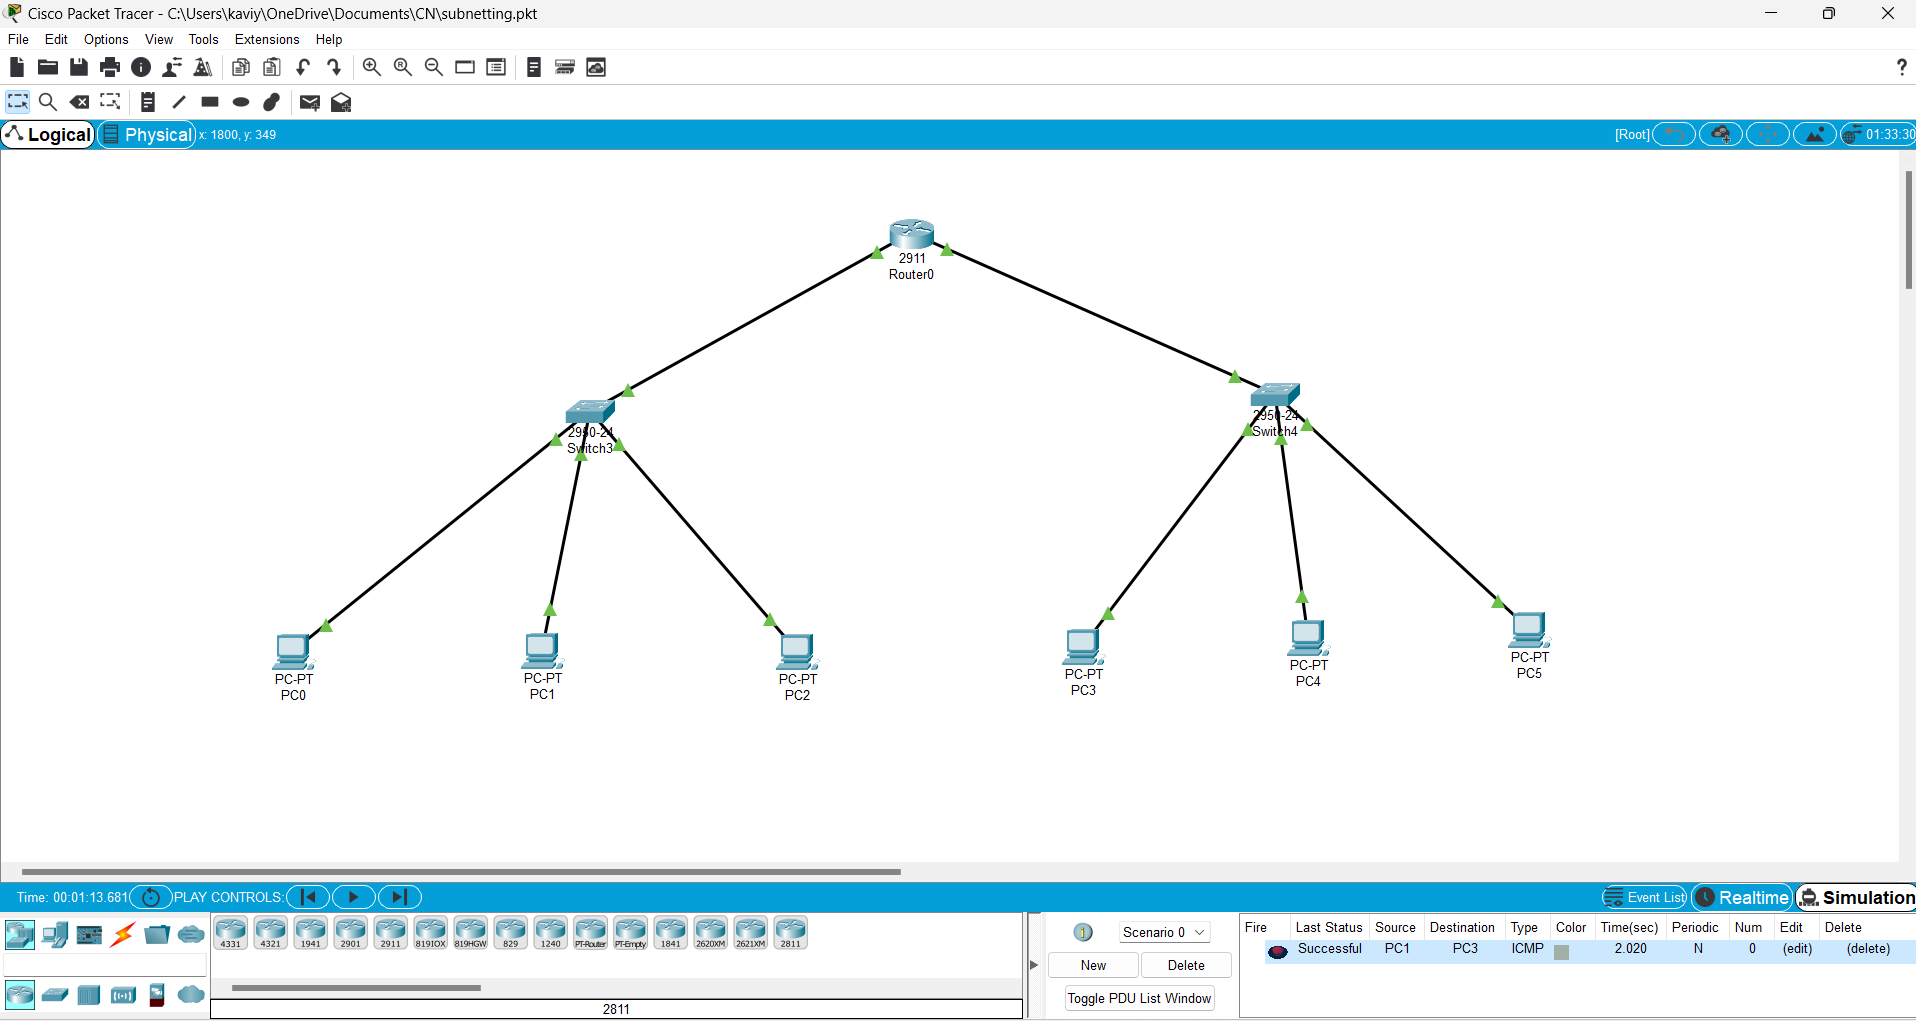 Cisco Packet Tracer - C:\Users\kaviy\OneDrive\Documents\CN\subnetting.pkt
File Edit Options View Tools Extensions Help
?
Logical Physical x: 1800, y: 349 [Root] 01:33:30
2911
Router0
2950-24
Switch3
2950-24
Switch4
PC-PT
PC0
PC-PT
PC1
PC-PT
PC2
PC-PT
PC3
PC-PT
PC4
PC-PT
PC5
Time: 00:01:13.681 PLAY CONTROLS: Event List Realtime Simulation
4331 4321 1941 2901 2911 819IOX 819HGW 829 1240 PT-Router PT-Empty 1841 2620XM 2621XM 2811
2811
1 Scenario 0
New Delete
Toggle PDU List Window
Fire Last Status Source Destination Type Color Time(sec) Periodic Num Edit Delete
Successful PC1 PC3 ICMP 2.020 N 0 (edit) (delete)